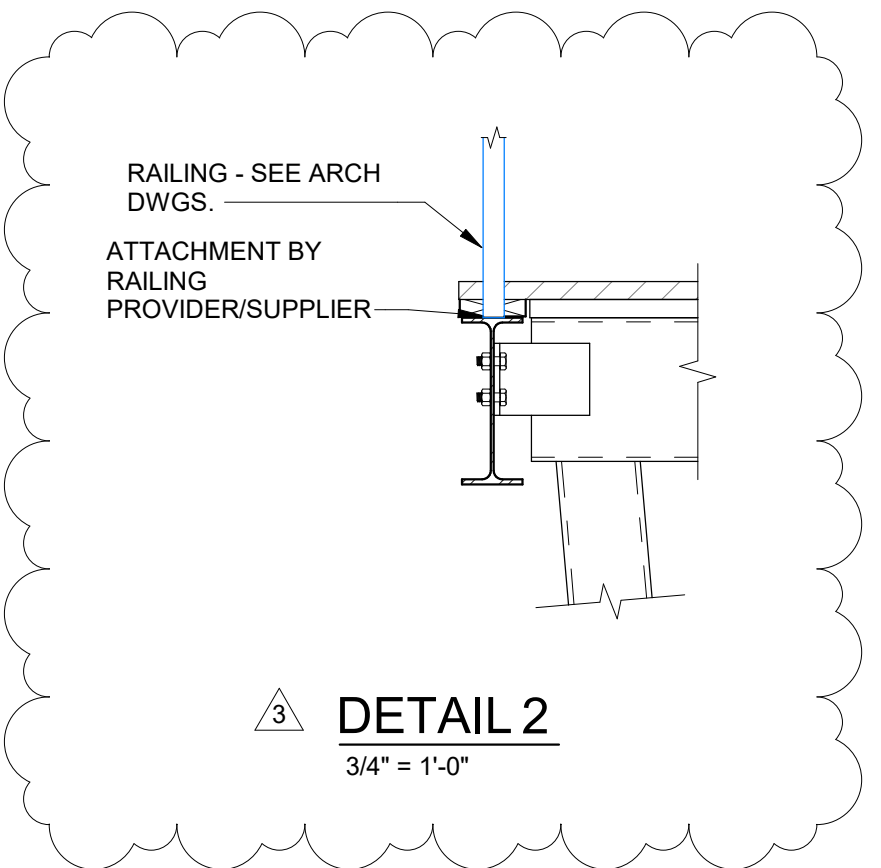 RAILING - SEE ARCH
DWGS.
ATTACHMENT BY
RAILING
PROVIDER/SUPPLIER
3
DETAIL 2
3/4" = 1'-0"